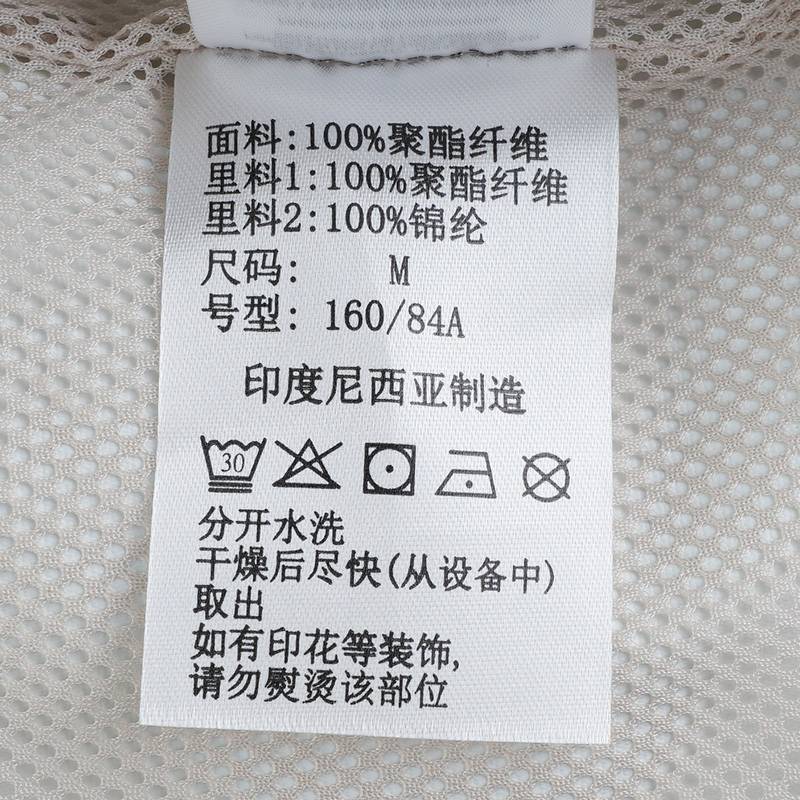 面料:100%聚酯纤维
里料1:100%聚酯纤维
里料2:100%锦纶
尺码: M
号型: 160/84A
印度尼西亚制造
30
分开水洗
干燥后尽快(从设备中)
取出
如有印花等装饰,
请勿熨烫该部位